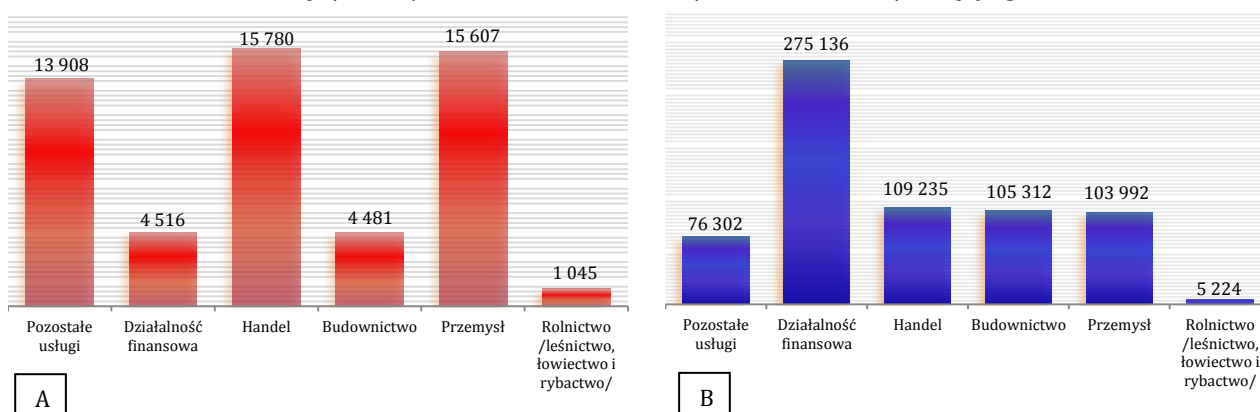 13 908
4 516
15 780
4 481
15 607
1 045
Pozostałe
usługi
Działalność
finansowa
Handel
Budownictwo
Przemysł
Rolnictwo
/leśnictwo,
łowiectwo i
rybactwo/
A
76 302
275 136
109 235
105 312
103 992
5 224
Pozostałe
usługi
Działalność
finansowa
Handel
Budownictwo
Przemysł
Rolnictwo
/leśnictwo,
łowiectwo i
rybactwo/
B